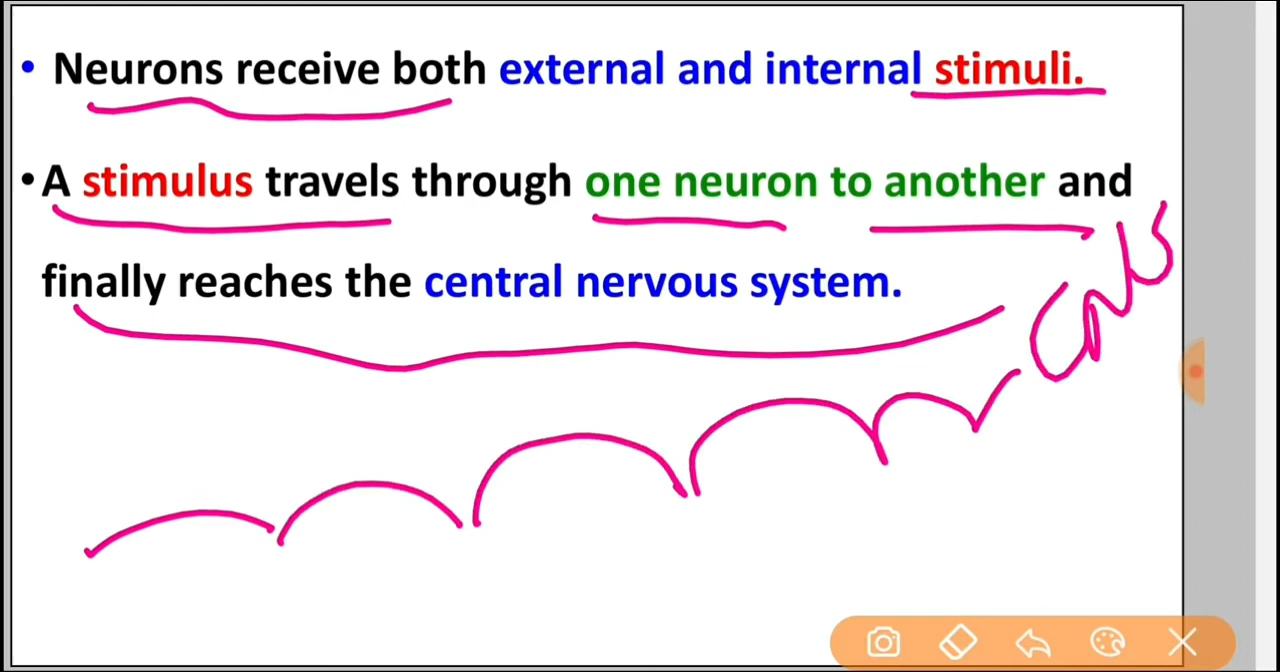 • Neurons receive both external and internal stimuli.
• A stimulus travels through one neuron to another and
finally reaches the central nervous system.
CNS